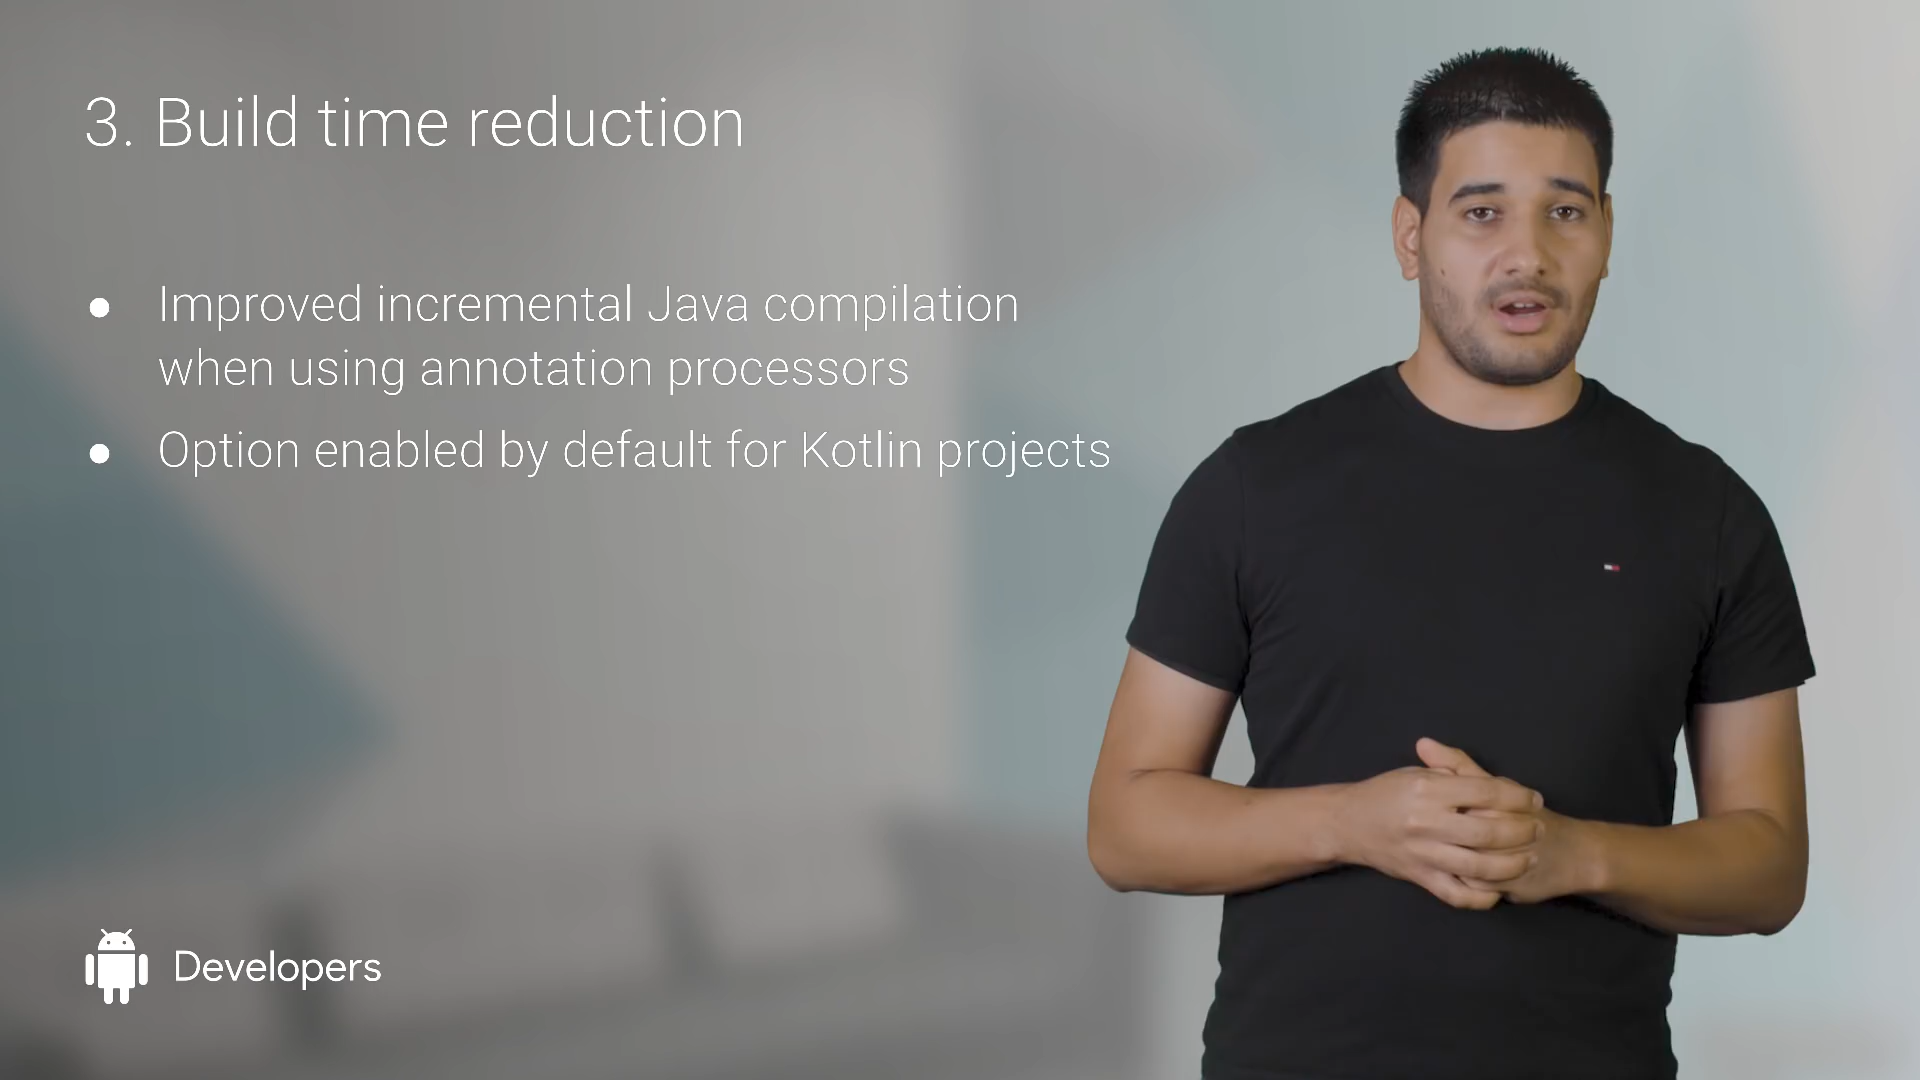 3. Build time reduction
● Improved incremental Java compilation
when using annotation processors
● Option enabled by default for Kotlin projects
Developers